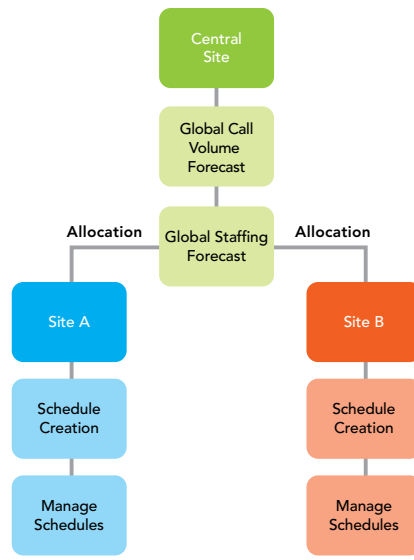 Central
Site
Global Call
Volume
Forecast
Allocation
Global Staffing
Forecast
Allocation
Site A
Site B
Schedule
Creation
Schedule
Creation
Manage
Schedules
Manage
Schedules